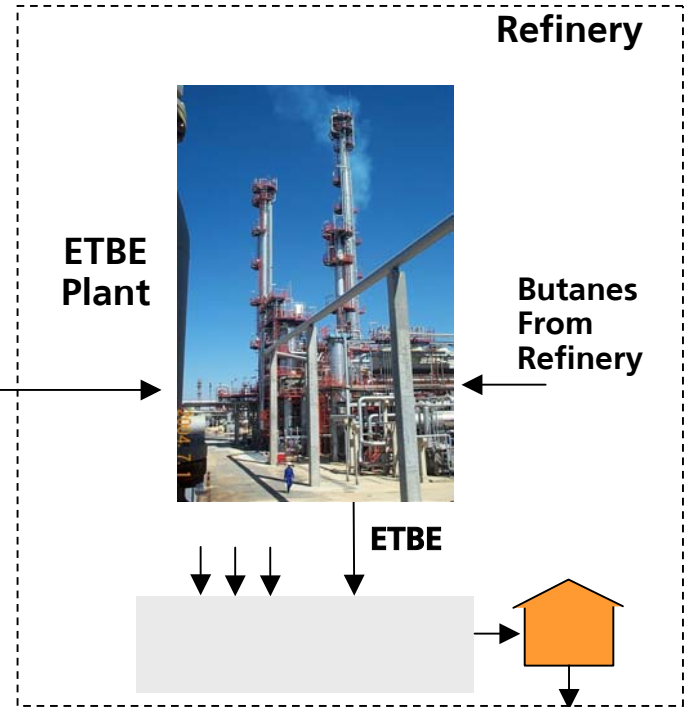 Refinery
ETBE
Plant
Butanes
From
Refinery
ETBE